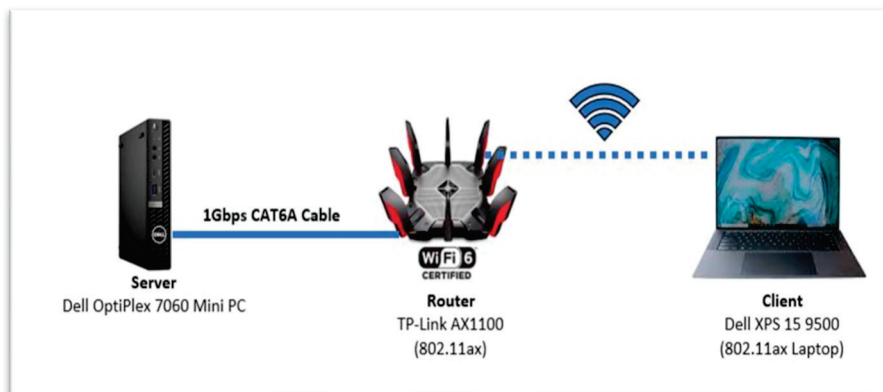 1Gbps CAT6A Cable
DELL
Server
Dell OptiPlex 7060 Mini PC
Wi Fi 6
CERTIFIED
Router
TP-Link AX1100
(802.11ax)
Client
Dell XPS 15 9500
(802.11ax Laptop)